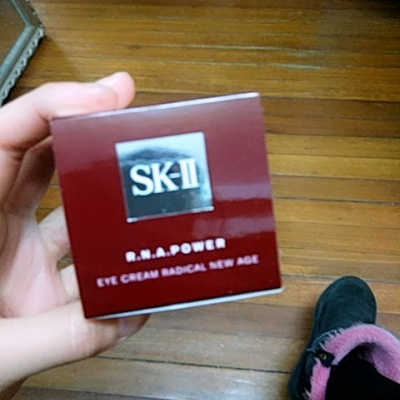 SK-II
R.N.A.POWER
EYE CREAM RADICAL NEW AGE